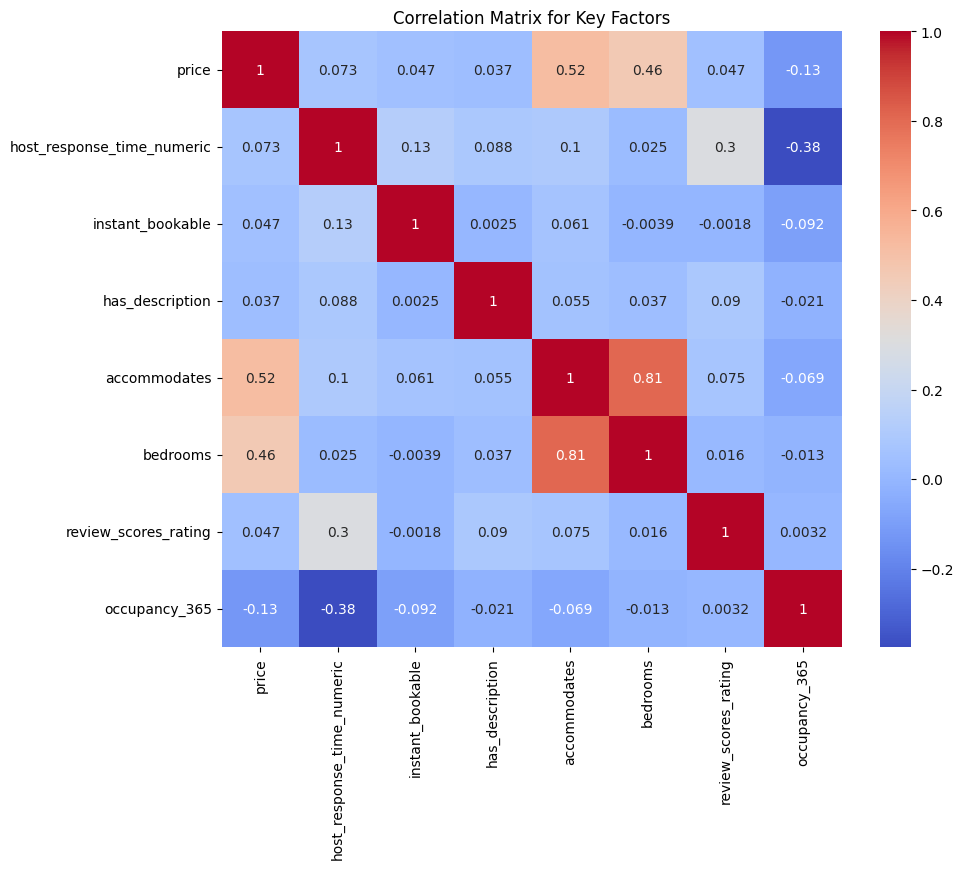 Correlation Matrix for Key Factors
price 1 0.073 0.047 0.037 0.52 0.46 0.047 -0.13
host_response_time_numeric 0.073 1 0.13 0.088 0.1 0.025 0.3 -0.38
instant_bookable 0.047 0.13 1 0.0025 0.061 -0.0039 -0.0018 -0.092
has_description 0.037 0.088 0.0025 1 0.055 0.037 0.09 -0.021
accommodates 0.52 0.1 0.061 0.055 1 0.81 0.075 -0.069
bedrooms 0.46 0.025 -0.0039 0.037 0.81 1 0.016 -0.013
review_scores_rating 0.047 0.3 -0.0018 0.09 0.075 0.016 1 0.0032
occupancy_365 -0.13 -0.38 -0.092 -0.021 -0.069 -0.013 0.0032 1
price
host_response_time_numeric
instant_bookable
has_description
accommodates
bedrooms
review_scores_rating
occupancy_365
1.0
0.8
0.6
0.4
0.2
0.0
−0.2